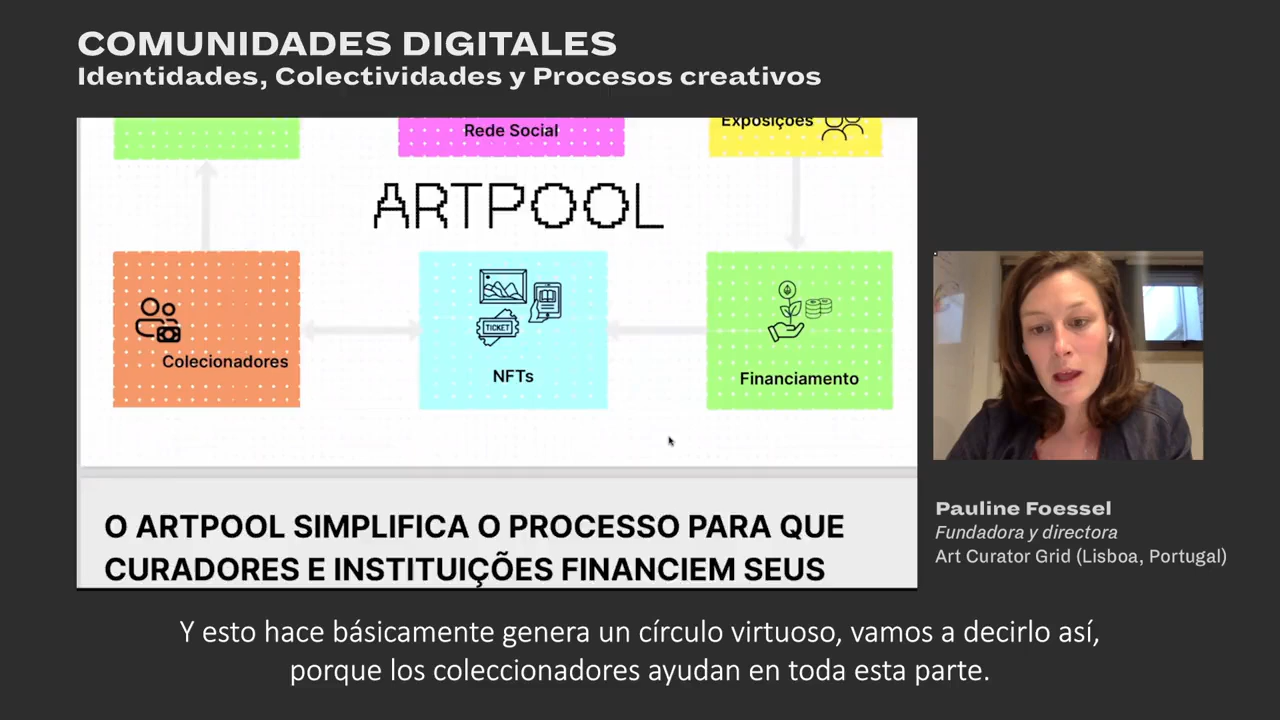 COMUNIDADES DIGITALES
Identidades, Colectividades y Procesos creativos
Rede Social
Exposições
ARTPOOL
Colecionadores
TICKET
NFTs
Financiamento
O ARTPOOL SIMPLIFICA O PROCESSO PARA QUE
CURADORES E INSTITUIÇÕES FINANCIEM SEUS
Pauline Foessel
Fundadora y directora
Art Curator Grid (Lisboa, Portugal)
Y esto hace básicamente genera un círculo virtuoso, vamos a decirlo así,
porque los coleccionadores ayudan en toda esta parte.